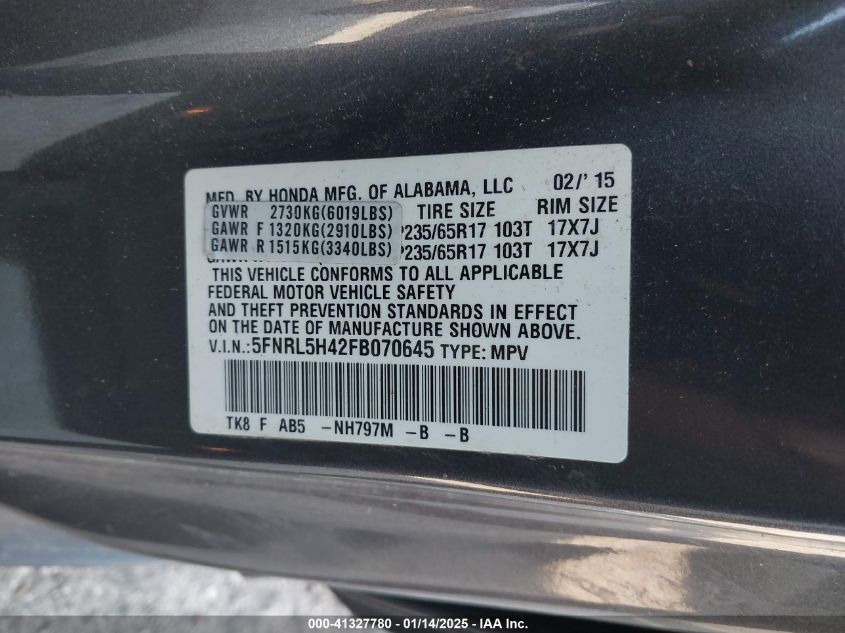 MFD. BY HONDA MFG. OF ALABAMA, LLC 02/' 15
GVWR 2730KG(6019LBS) TIRE SIZE RIM SIZE
GAWR F 1320KG(2910LBS) P235/65R17 103T 17X7J
GAWR R 1515KG(3340LBS) P235/65R17 103T 17X7J
THIS VEHICLE CONFORMS TO ALL APPLICABLE
FEDERAL MOTOR VEHICLE SAFETY
AND THEFT PREVENTION STANDARDS IN EFFECT
ON THE DATE OF MANUFACTURE SHOWN ABOVE.
V.I.N.:5FNRL5H42FB070645 TYPE: MPV
TK8 F AB5 -NH797M -B -B
000-41327780 - 01/14/2025 - IAA Inc.